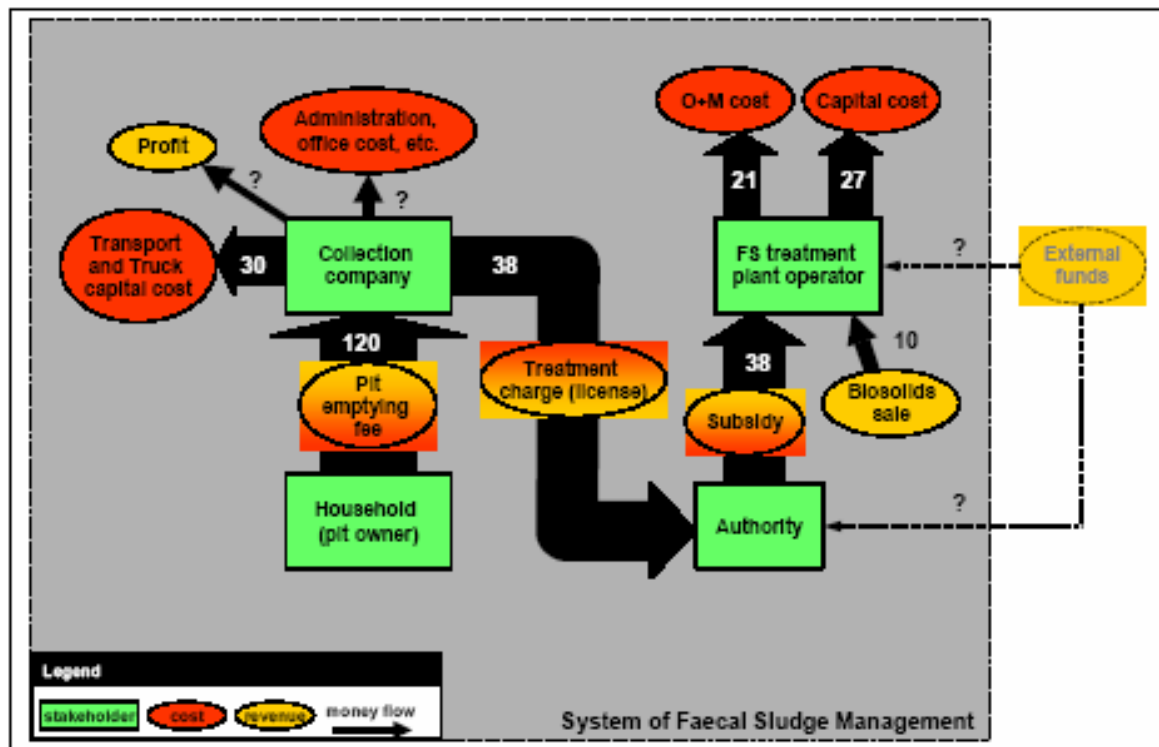 O+M cost
Capital cost
Administration,
office cost, etc.
Profit
?
?
21
27
Transport
and Truck
capital cost
30
Collection
company
38
FS treatment
plant operator
?
External
funds
120
Pit
emptying
fee
Treatment
charge (license)
38
10
Subsidy
Biosolids
sale
Household
(pit owner)
Authority
?
Legend
stakeholder
cost
revenue
money flow
System of Faecal Sludge Management